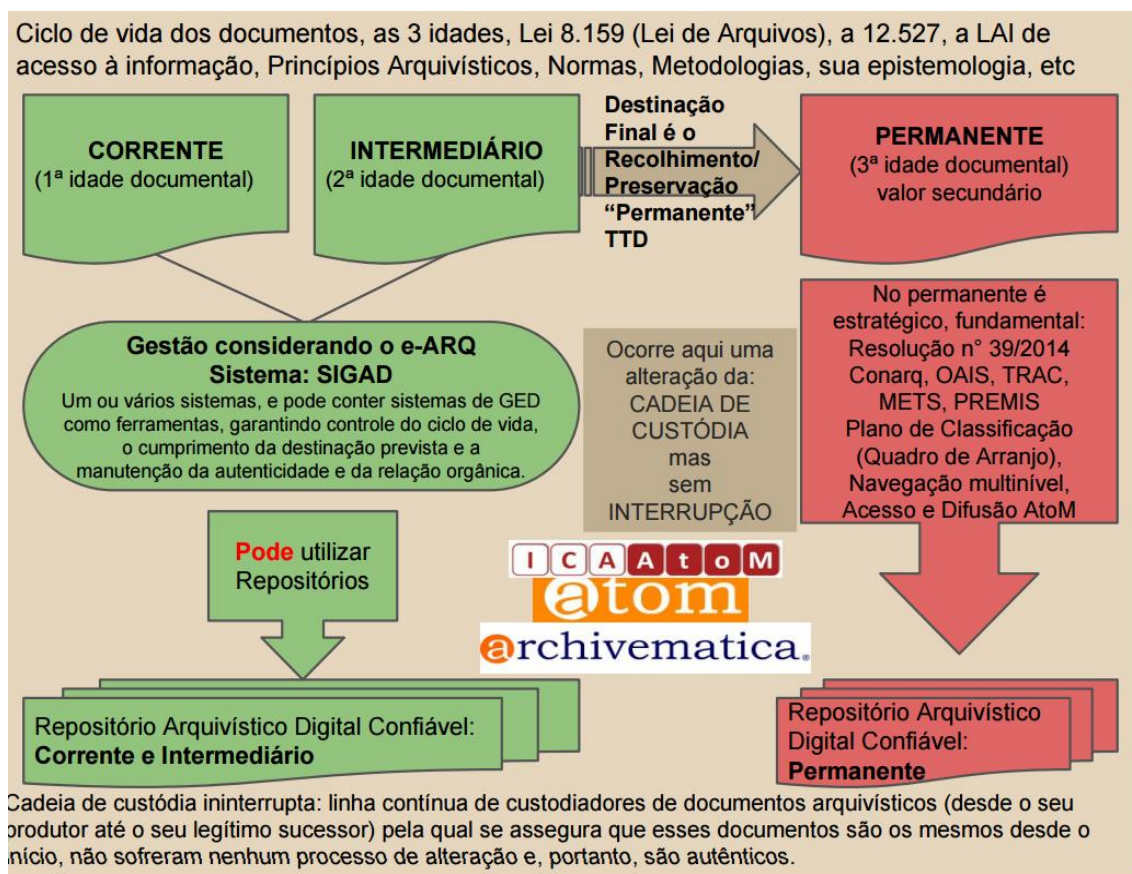 Ciclo de vida dos documentos, as 3 idades, Lei 8.159 (Lei de Arquivos), a 12.527, a LAI de
acesso à informação, Princípios Arquivísticos, Normas, Metodologias, sua epistemologia, etc
CORRENTE
(1ª idade documental)
INTERMEDIÁRIO
(2ª idade documental)
Destinação
Final é o
Recolhimento/
Preservação
“Permanente”
TTD
PERMANENTE
(3ª idade documental)
valor secundário
Gestão considerando o e-ARQ
Sistema: SIGAD
Um ou vários sistemas, e pode conter sistemas de GED
como ferramentas, garantindo controle do ciclo de vida,
o cumprimento da destinação prevista e a
manutenção da autenticidade e da relação orgânica.
Ocorre aqui uma
alteração da:
CADEIA DE
CUSTÓDIA
mas
sem
INTERRUPÇÃO
No permanente é
estratégico, fundamental:
Resolução n° 39/2014
Conarq, OAIS, TRAC,
METS, PREMIS
Plano de Classificação
(Quadro de Arranjo),
Navegação multinível,
Acesso e Difusão AtoM
Pode utilizar
Repositórios
ICAAtoM
atom
archivematica®
Repositório Arquivístico Digital Confiável:
Corrente e Intermediário
Repositório Arquivístico
Digital Confiável:
Permanente
Cadeia de custódia ininterrupta: linha contínua de custodiadores de documentos arquivísticos (desde o seu
produtor até o seu legítimo sucessor) pela qual se assegura que esses documentos são os mesmos desde o
início, não sofreram nenhum processo de alteração e, portanto, são autênticos.